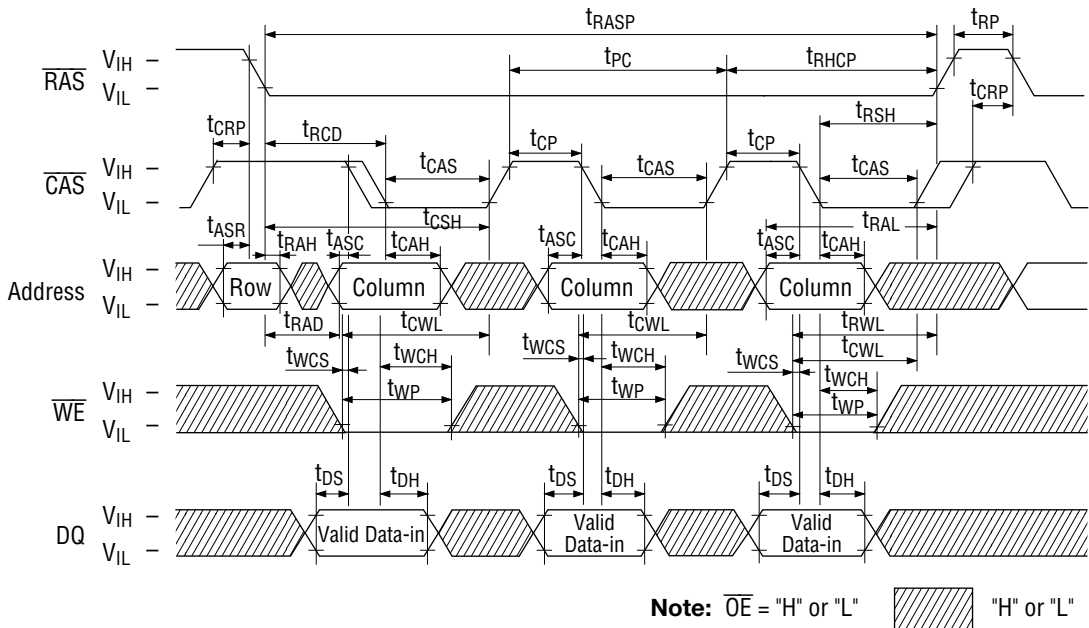 tRASP tRP
VIH –
RAS
VIL –
tPC tRHCP
tCRP
tCRP tRCD tRSH
tCP tCP
VIH –
CAS
VIL –
tCAS tCAS tCAS
tCSH tRAL
tASR tRAH tASC tCAH tASC tCAH tASC tCAH
VIH –
Address
VIL –
Row Column Column Column
tRAD tCWL tCWL tRWL
tWCS tWCH tWCS tWCH tWCS tCWL
tWCH
VIH –
WE
VIL –
tWP tWP tWP
tDS tDH tDS tDH tDS tDH
VIH –
DQ
VIL –
Valid Data-in
Valid
Data-in
Valid
Data-in
Note: OE = "H" or "L" "H" or "L"